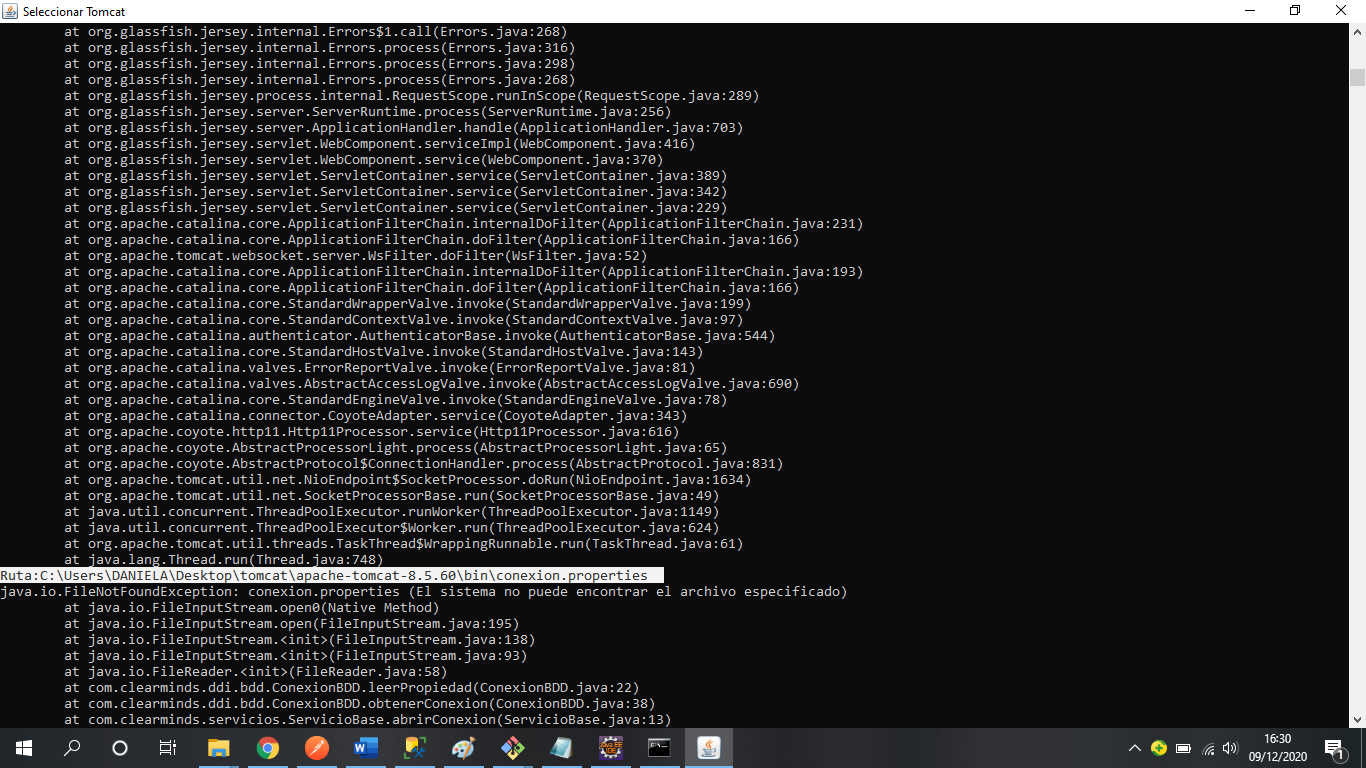 Seleccionar Tomcat
at org.glassfish.jersey.internal.Errors$1.call(Errors.java:268)
at org.glassfish.jersey.internal.Errors.process(Errors.java:316)
at org.glassfish.jersey.internal.Errors.process(Errors.java:298)
at org.glassfish.jersey.internal.Errors.process(Errors.java:268)
at org.glassfish.jersey.process.internal.RequestScope.runInScope(RequestScope.java:289)
at org.glassfish.jersey.server.ServerRuntime.process(ServerRuntime.java:256)
at org.glassfish.jersey.server.ApplicationHandler.handle(ApplicationHandler.java:703)
at org.glassfish.jersey.servlet.WebComponent.serviceImpl(WebComponent.java:416)
at org.glassfish.jersey.servlet.WebComponent.service(WebComponent.java:370)
at org.glassfish.jersey.servlet.ServletContainer.service(ServletContainer.java:389)
at org.glassfish.jersey.servlet.ServletContainer.service(ServletContainer.java:342)
at org.glassfish.jersey.servlet.ServletContainer.service(ServletContainer.java:229)
at org.apache.catalina.core.ApplicationFilterChain.internalDoFilter(ApplicationFilterChain.java:231)
at org.apache.catalina.core.ApplicationFilterChain.doFilter(ApplicationFilterChain.java:166)
at org.apache.tomcat.websocket.server.WsFilter.doFilter(WsFilter.java:52)
at org.apache.catalina.core.ApplicationFilterChain.internalDoFilter(ApplicationFilterChain.java:193)
at org.apache.catalina.core.ApplicationFilterChain.doFilter(ApplicationFilterChain.java:166)
at org.apache.catalina.core.StandardWrapperValve.invoke(StandardWrapperValve.java:199)
at org.apache.catalina.core.StandardContextValve.invoke(StandardContextValve.java:97)
at org.apache.catalina.authenticator.AuthenticatorBase.invoke(AuthenticatorBase.java:544)
at org.apache.catalina.core.StandardHostValve.invoke(StandardHostValve.java:143)
at org.apache.catalina.valves.ErrorReportValve.invoke(ErrorReportValve.java:81)
at org.apache.catalina.valves.AbstractAccessLogValve.invoke(AbstractAccessLogValve.java:690)
at org.apache.catalina.core.StandardEngineValve.invoke(StandardEngineValve.java:78)
at org.apache.catalina.connector.CoyoteAdapter.service(CoyoteAdapter.java:343)
at org.apache.coyote.http11.Http11Processor.service(Http11Processor.java:616)
at org.apache.coyote.AbstractProcessorLight.process(AbstractProcessorLight.java:65)
at org.apache.coyote.AbstractProtocol$ConnectionHandler.process(AbstractProtocol.java:831)
at org.apache.tomcat.util.net.NioEndpoint$SocketProcessor.doRun(NioEndpoint.java:1634)
at org.apache.tomcat.util.net.SocketProcessorBase.run(SocketProcessorBase.java:49)
at java.util.concurrent.ThreadPoolExecutor.runWorker(ThreadPoolExecutor.java:1149)
at java.util.concurrent.ThreadPoolExecutor$Worker.run(ThreadPoolExecutor.java:624)
at org.apache.tomcat.util.threads.TaskThread$WrappingRunnable.run(TaskThread.java:61)
at java.lang.Thread.run(Thread.java:748)
Ruta:C:\Users\DANIELA\Desktop\tomcat\apache-tomcat-8.5.60\bin\conexion.properties
java.io.FileNotFoundException: conexion.properties (El sistema no puede encontrar el archivo especificado)
at java.io.FileInputStream.open0(Native Method)
at java.io.FileInputStream.open(FileInputStream.java:195)
at java.io.FileInputStream.<init>(FileInputStream.java:138)
at java.io.FileInputStream.<init>(FileInputStream.java:93)
at java.io.FileReader.<init>(FileReader.java:58)
at com.clearminds.ddi.bdd.ConexionBDD.leerPropiedad(ConexionBDD.java:22)
at com.clearminds.ddi.bdd.ConexionBDD.obtenerConexion(ConexionBDD.java:38)
at com.clearminds.servicios.ServicioBase.abrirConexion(ServicioBase.java:13)
16:30
09/12/2020
1